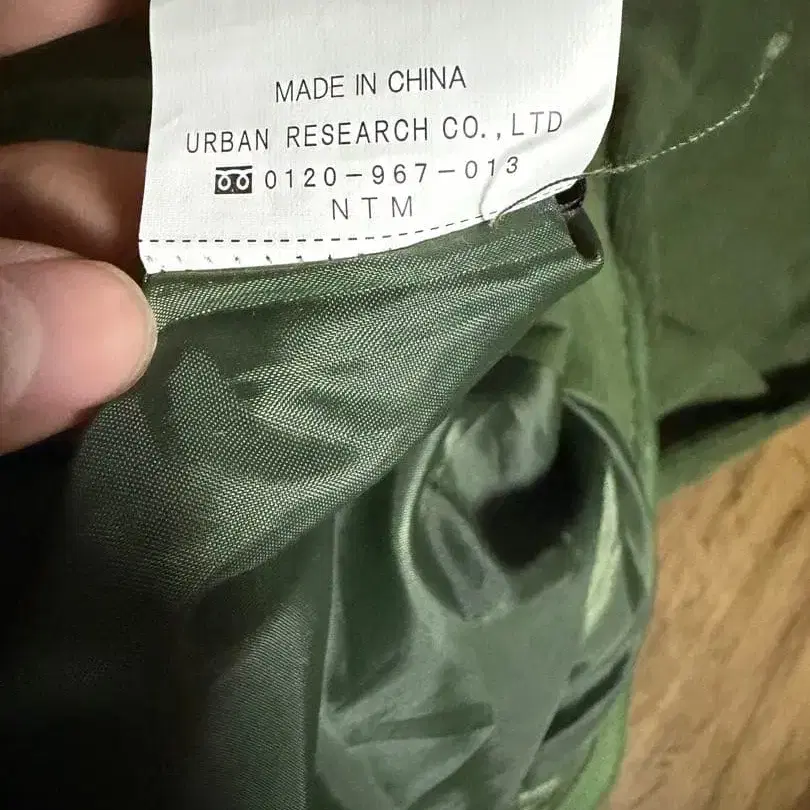 MADE IN CHINA
URBAN RESEARCH CO.,LTD
0120-967-013
NTM